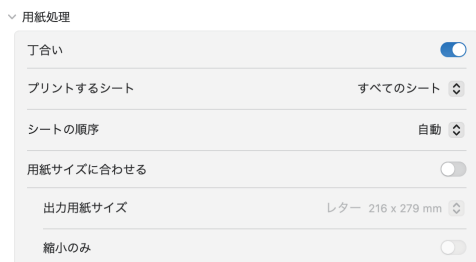 用紙処理
丁合い
プリントするシート すべてのシート
シートの順序 自動
用紙サイズに合わせる
出力用紙サイズ レター 216 x 279 mm
縮小のみ